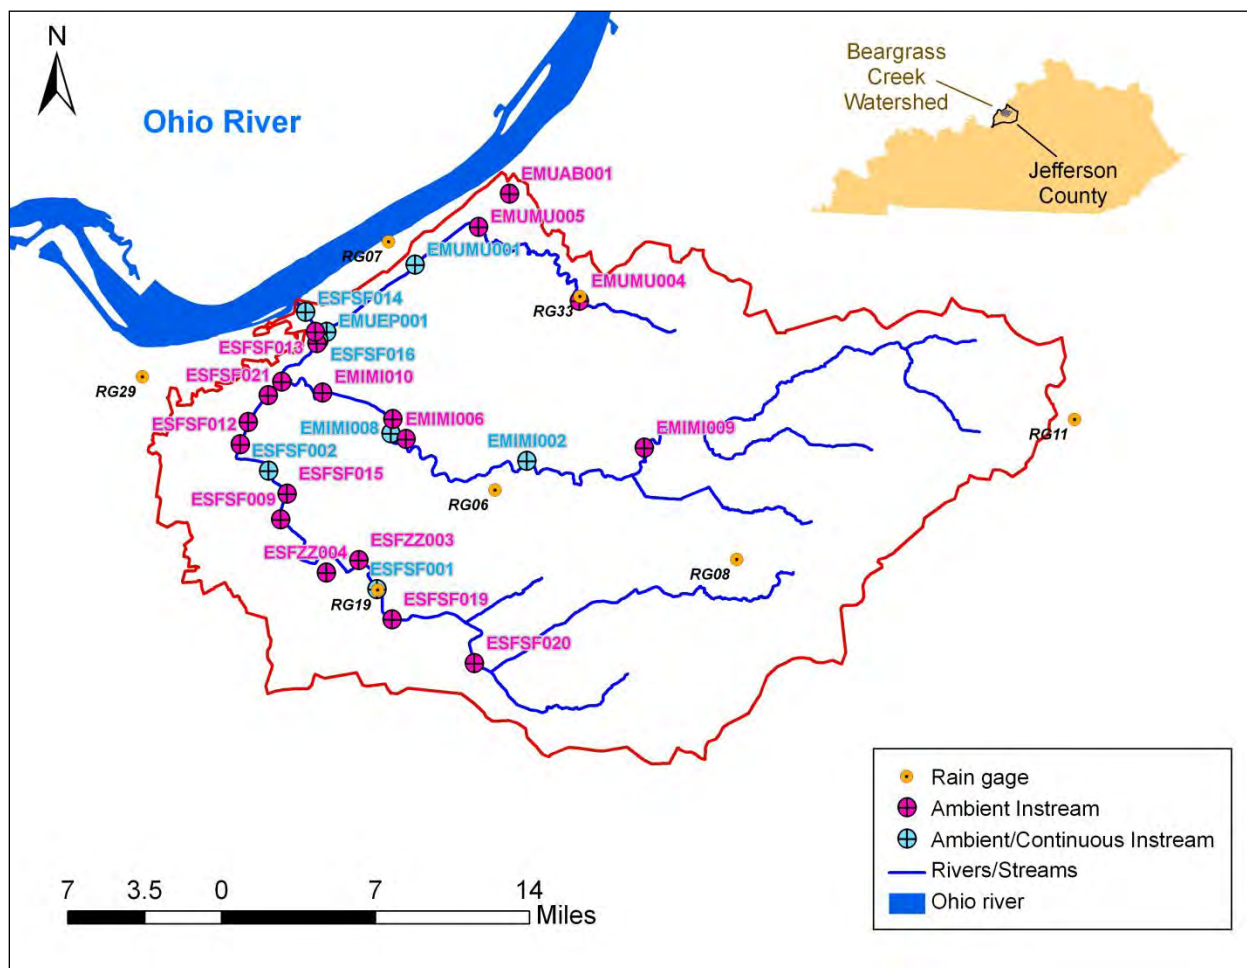 N
Ohio River
Beargrass
Creek
Watershed
Jefferson
County
EMUAB001
EMUMU005
RG07
EMUMU001
EMUMU004
RG33
ESFSF014
EMUEP001
ESFSF013
ESFSF016
ESFSF021
EMIMI010
RG29
ESFSF012
EMIMI006
EMIMI008
EMIMI002
EMIMI009
RG11
ESFSF002
ESFSF015
RG06
ESFSF009
ESFZZ003
ESFZZ004
ESFSF001
RG08
RG19
ESFSF019
ESFSF020
Rain gage
Ambient Instream
Ambient/Continuous Instream
Rivers/Streams
Ohio river
7 3.5 0 7 14
Miles